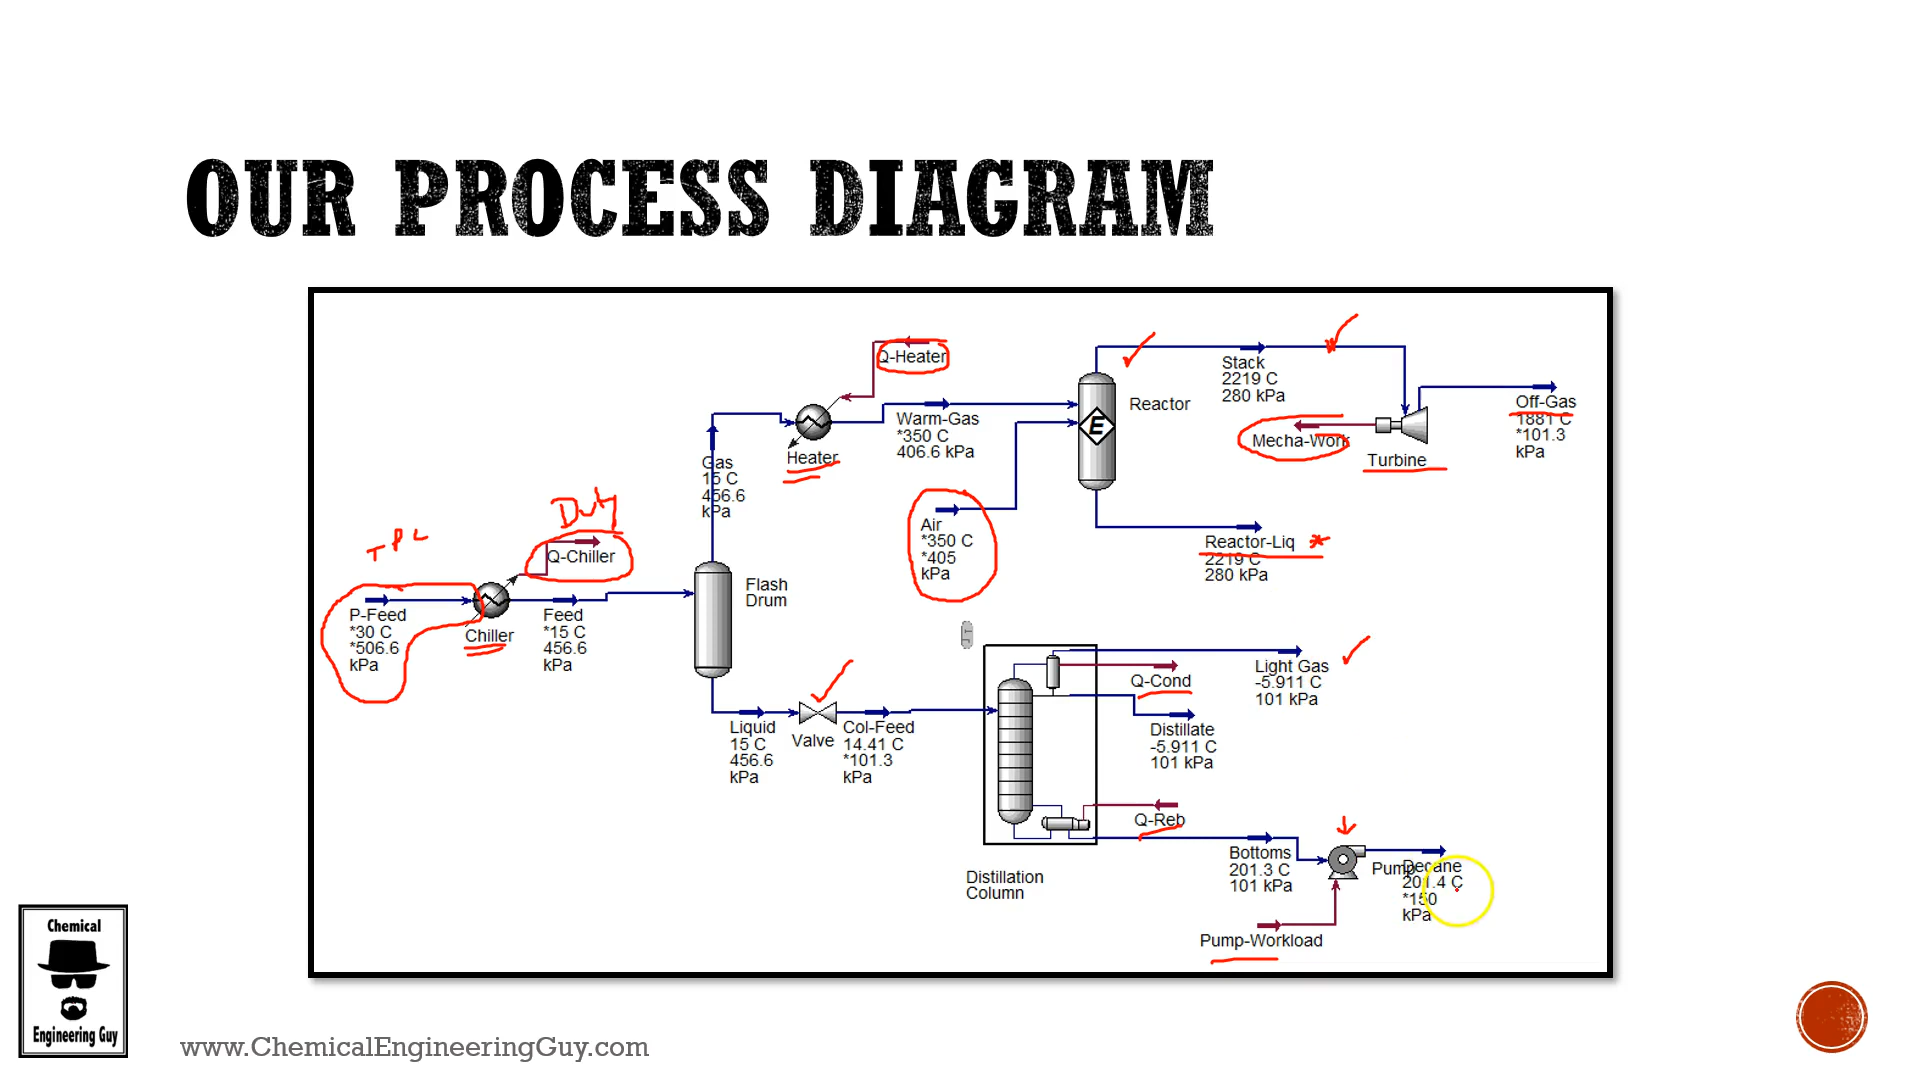 OUR PROCESS DIAGRAM
Q-Heater
Stack
2219 C
280 kPa
Reactor
Off-Gas
1881 C
*101.3
kPa
Warm-Gas
*350 C
406.6 kPa
Mecha-Work
Turbine
Heater
E
Gas
15 C
456.6
kPa
Duty
Air
*350 C
*405
kPa
Reactor-Liq
2219 C
280 kPa
Q-Chiller
Flash
Drum
P-Feed
*30 C
*506.6
kPa
Chiller
Feed
*15 C
456.6
kPa
Light Gas
-5.911 C
101 kPa
Q-Cond
Distillate
-5.911 C
101 kPa
Liquid
15 C
456.6
kPa
Valve
Col-Feed
14.41 C
*101.3
kPa
Q-Reb
Bottoms
201.3 C
101 kPa
Pump
Decane
201.4 C
*150
kPa
Distillation
Column
Pump-Workload
Chemical
Engineering Guy
www.ChemicalEngineeringGuy.com